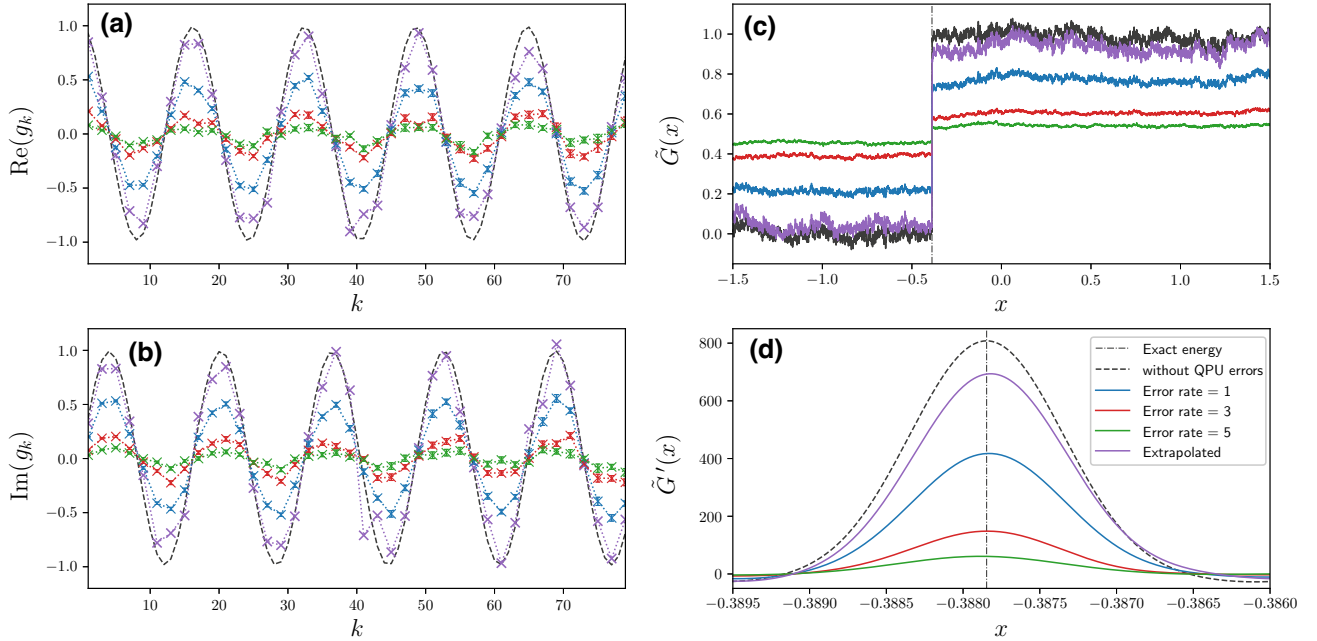 (a)
1.0
0.5
0.0
−0.5
−1.0
Re(g_k)
10 20 30 40 50 60 70
k
(b)
1.0
0.5
0.0
−0.5
−1.0
Im(g_k)
10 20 30 40 50 60 70
k
(c)
1.0
0.8
0.6
0.4
0.2
0.0
G̃(x)
−1.5 −1.0 −0.5 0.0 0.5 1.0 1.5
x
(d)
800
600
400
200
0
G̃′(x)
Exact energy
without QPU errors
Error rate = 1
Error rate = 3
Error rate = 5
Extrapolated
−0.3895 −0.3890 −0.3885 −0.3880 −0.3875 −0.3870 −0.3865 −0.3860
x